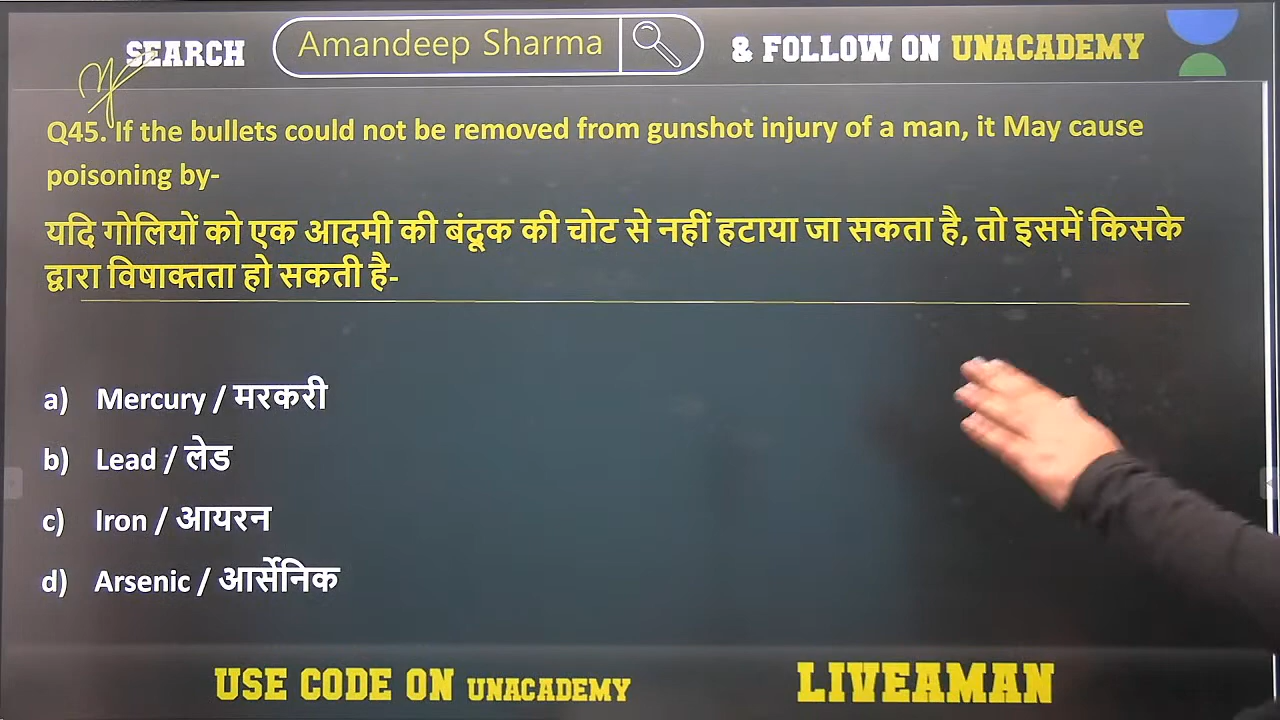 SEARCH Amandeep Sharma & FOLLOW ON UNACADEMY
Q45. If the bullets could not be removed from gunshot injury of a man, it May cause
poisoning by-
यदि गोलियों को एक आदमी की बंदूक की चोट से नहीं हटाया जा सकता है, तो इसमें किसके
द्वारा विषाक्तता हो सकती है-
a) Mercury / मरकरी
b) Lead / लेड
c) Iron / आयरन
d) Arsenic / आर्सेनिक
USE CODE ON UNACADEMY LIVEAMAN